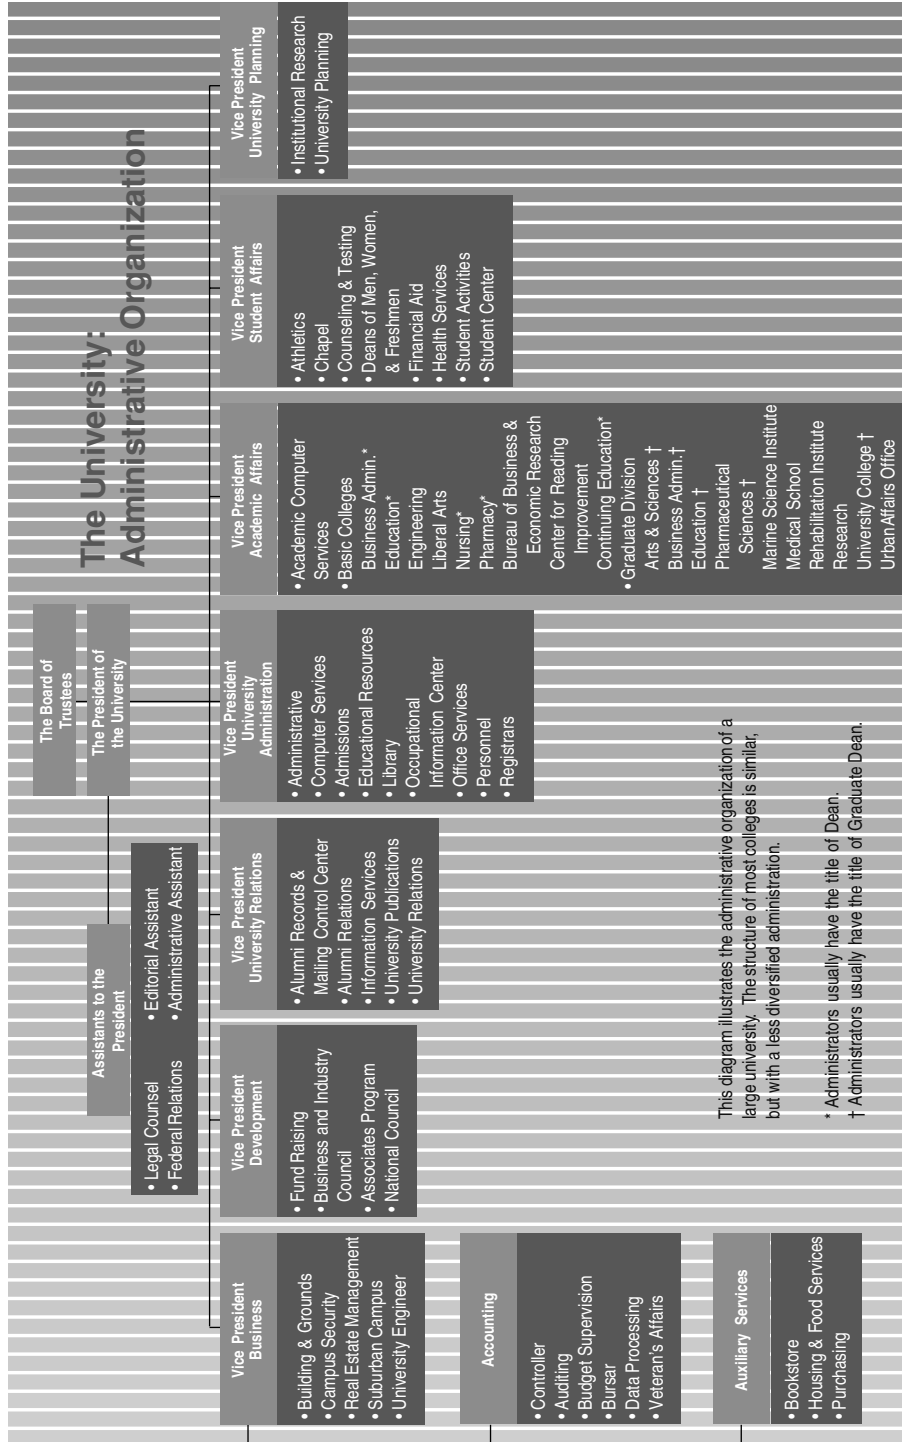 The University:
Administrative Organization
The Board of
Trustees
The President of
the University
Assistants to the
President
• Legal Counsel
• Federal Relations
• Editorial Assistant
• Administrative Assistant
Vice President
Business
• Building & Grounds
• Campus Security
• Real Estate Management
• Suburban Campus
• University Engineer
Accounting
• Controller
• Auditing
• Budget Supervision
• Bursar
• Data Processing
• Veteran's Affairs
Auxiliary Services
• Bookstore
• Housing & Food Services
• Purchasing
Vice President
Development
• Fund Raising
• Business and Industry
Council
• Associates Program
• National Council
Vice President
University Relations
• Alumni Records &
Mailing Control Center
• Alumni Relations
• Information Services
• University Publications
• University Relations
Vice President
University
Administration
• Administrative
• Computer Services
• Admissions
• Educational Resources
• Library
• Occupational
Information Center
• Office Services
• Personnel
• Registrars
Vice President
Academic Affairs
• Academic Computer
Services
• Basic Colleges
Business Admin.*
Education*
Engineering
Liberal Arts
Nursing*
Pharmacy*
Bureau of Business &
Economic Research
Center for Reading
Improvement
Continuing Education*
• Graduate Division
Arts & Sciences †
Business Admin.†
Education †
Pharmaceutical
Sciences †
Marine Science Institute
Medical School
Rehabilitation Institute
Research
University College †
Urban Affairs Office
Vice President
Student Affairs
• Athletics
• Chapel
• Counseling & Testing
• Deans of Men, Women,
& Freshmen
• Financial Aid
• Health Services
• Student Activities
• Student Center
Vice President
University Planning
• Institutional Research
• University Planning
This diagram illustrates the administrative organization of a
large university. The structure of most colleges is similar,
but with a less diversified administration.
* Administrators usually have the title of Dean.
† Administrators usually have the title of Graduate Dean.